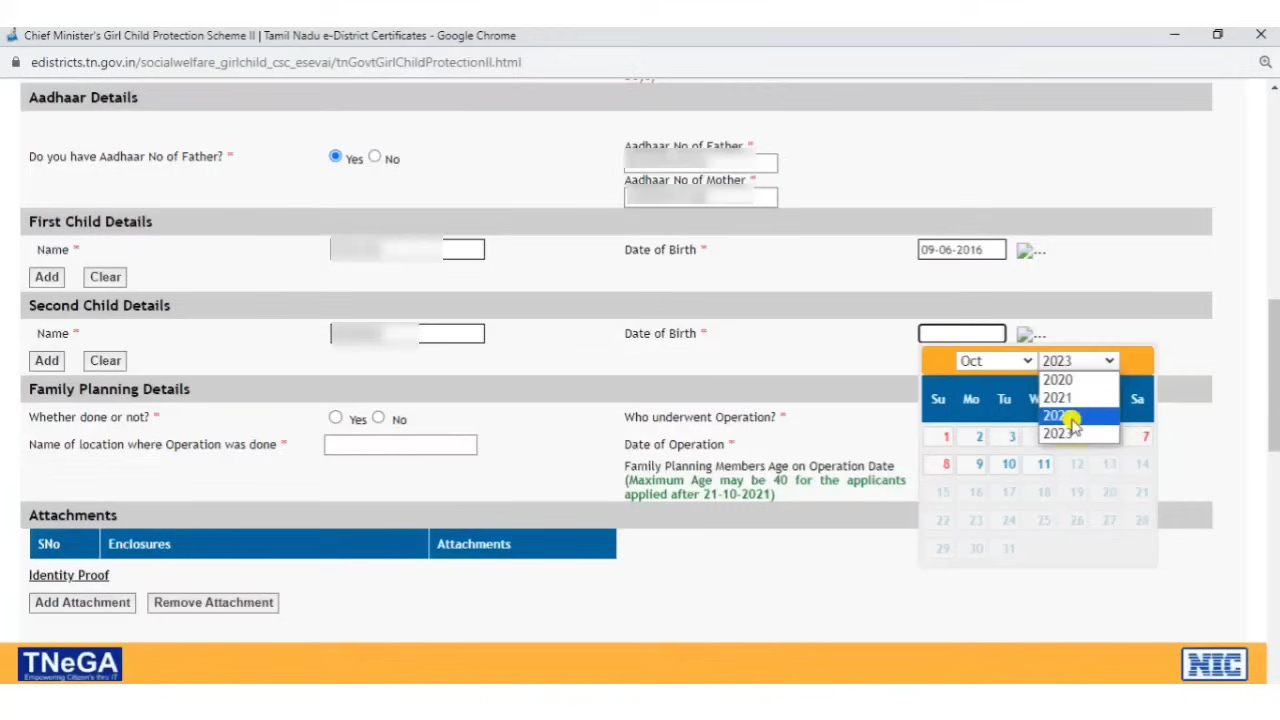 Chief Minister's Girl Child Protection Scheme II | Tamil Nadu e-District Certificates - Google Chrome
edistricts.tn.gov.in/socialwelfare_girlchild_csc_esevai/tnGovtGirlChildProtectionII.html
Aadhaar Details
Do you have Aadhaar No of Father? * Yes No
Aadhaar No of Father *
Aadhaar No of Mother *
First Child Details
Name * Date of Birth * 09-06-2016 ...
Add Clear
Second Child Details
Name * Date of Birth * ...
Add Clear
Oct 2023
2020
2021
2023
Su Mo Tu Sa
1 2 3 7
8 9 10 11 12 13 14
15 16 17 18 19 20 21
22 23 24 25 26 27 28
29 30 31
Family Planning Details
Whether done or not? * Yes No Who underwent Operation? *
Name of location where Operation was done * Date of Operation *
Family Planning Members Age on Operation Date
(Maximum Age may be 40 for the applicants
applied after 21-10-2021)
Attachments
SNo Enclosures Attachments
Identity Proof
Add Attachment Remove Attachment
TNeGA
Empowering Citizen's thru IT
NIC